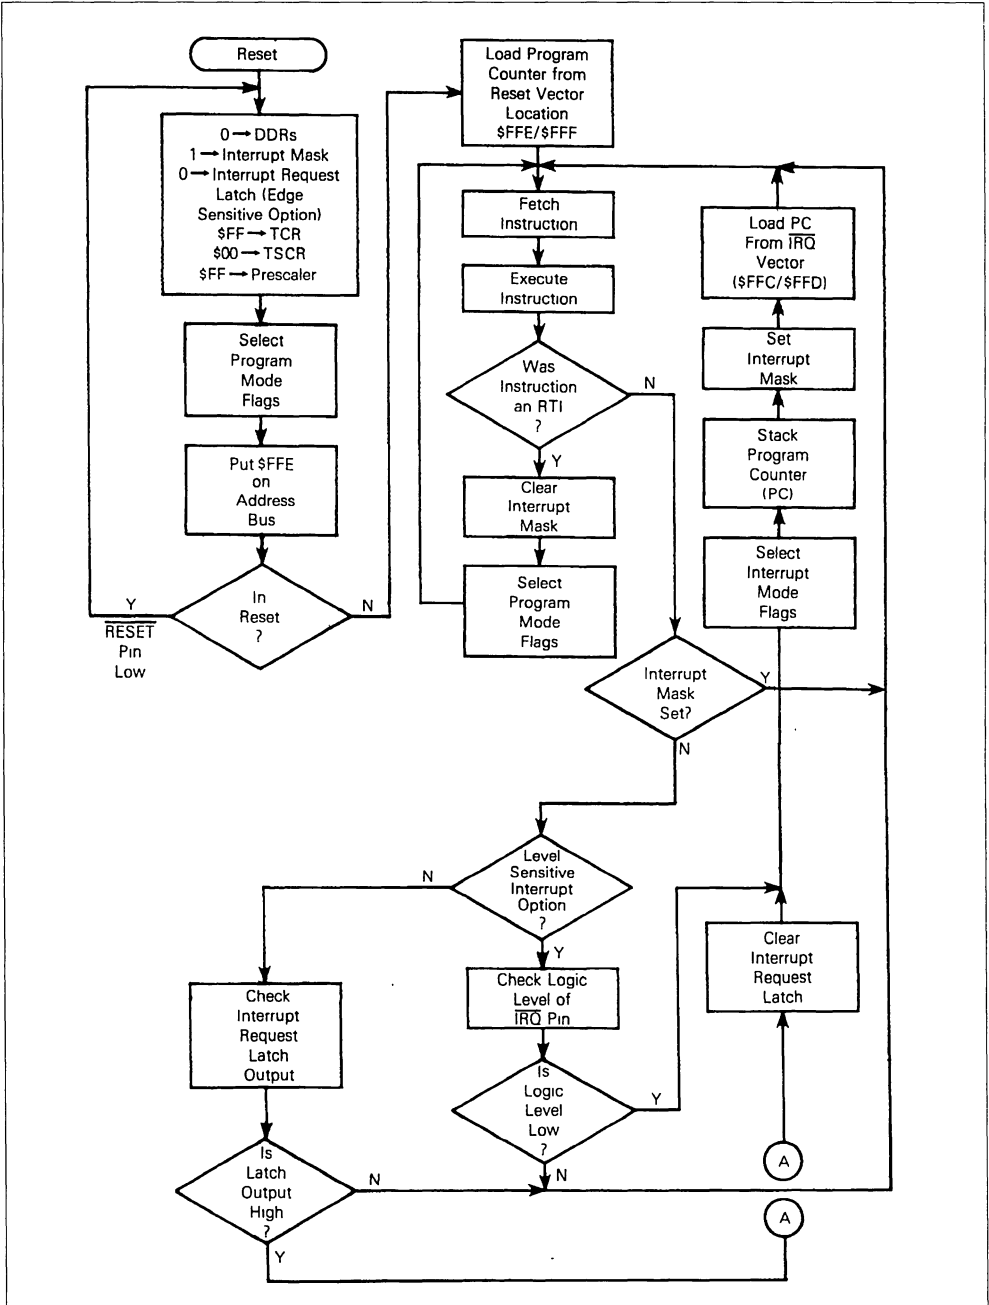 Reset
0→DDRs
1→Interrupt Mask
0→Interrupt Request
Latch (Edge
Sensitive Option)
$FF→TCR
$00→TSCR
$FF→Prescaler
Select
Program
Mode
Flags
Put $FFE
on
Address
Bus
In
Reset
?
Y
RESET
Pin
Low
N
Load Program
Counter from
Reset Vector
Location
$FFE/$FFF
Fetch
Instruction
Execute
Instruction
Was
Instruction
an RTI
?
N
Y
Clear
Interrupt
Mask
Select
Program
Mode
Flags
Load PC
From IRQ
Vector
($FFC/$FFD)
Set
Interrupt
Mask
Stack
Program
Counter
(PC)
Select
Interrupt
Mode
Flags
Interrupt
Mask
Set?
Y
N
Level
Sensitive
Interrupt
Option
?
N
Y
Check
Interrupt
Request
Latch
Output
Check Logic
Level of
IRQ Pin
Clear
Interrupt
Request
Latch
Is
Logic
Level
Low
?
Y
N
Is
Latch
Output
High
?
N
Y
A
A